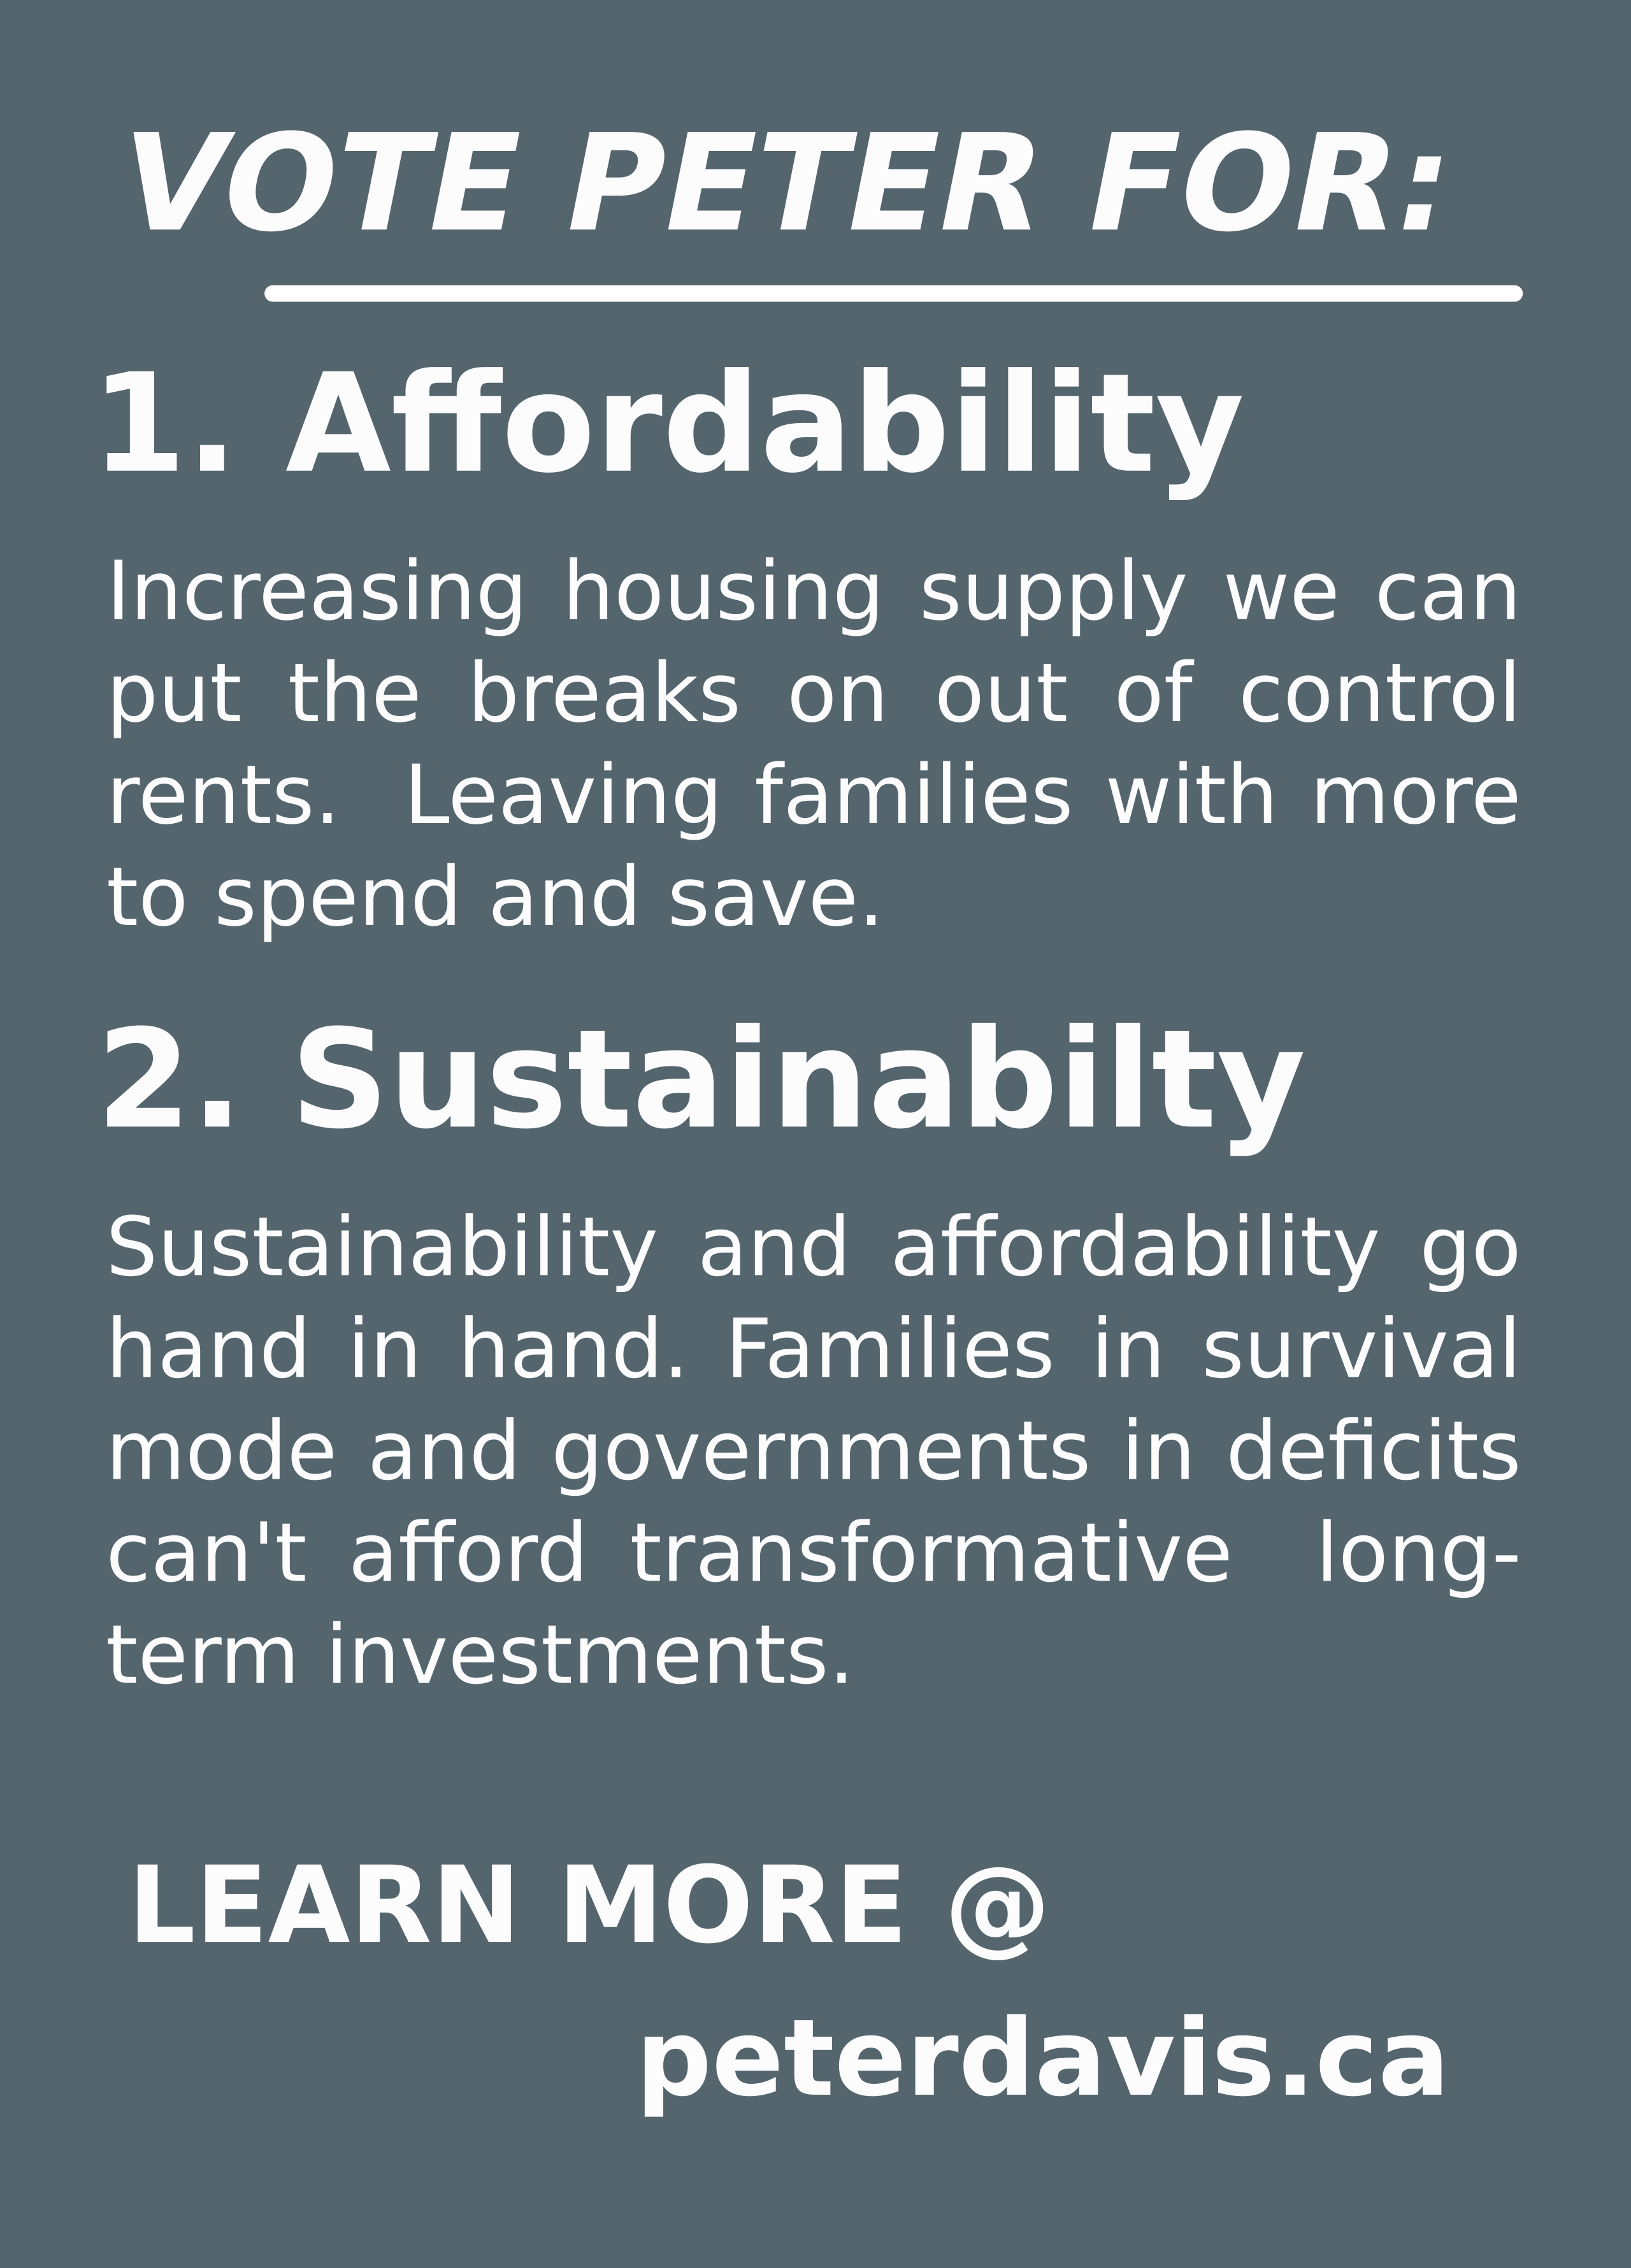 VOTE PETER FOR:
1. Affordability
Increasing housing supply we can
put the breaks on out of control
rents. Leaving families with more
to spend and save.
2. Sustainabilty
Sustainability and affordability go
hand in hand. Families in survival
mode and governments in deficits
can't afford transformative long-
term investments.
LEARN MORE @
peterdavis.ca